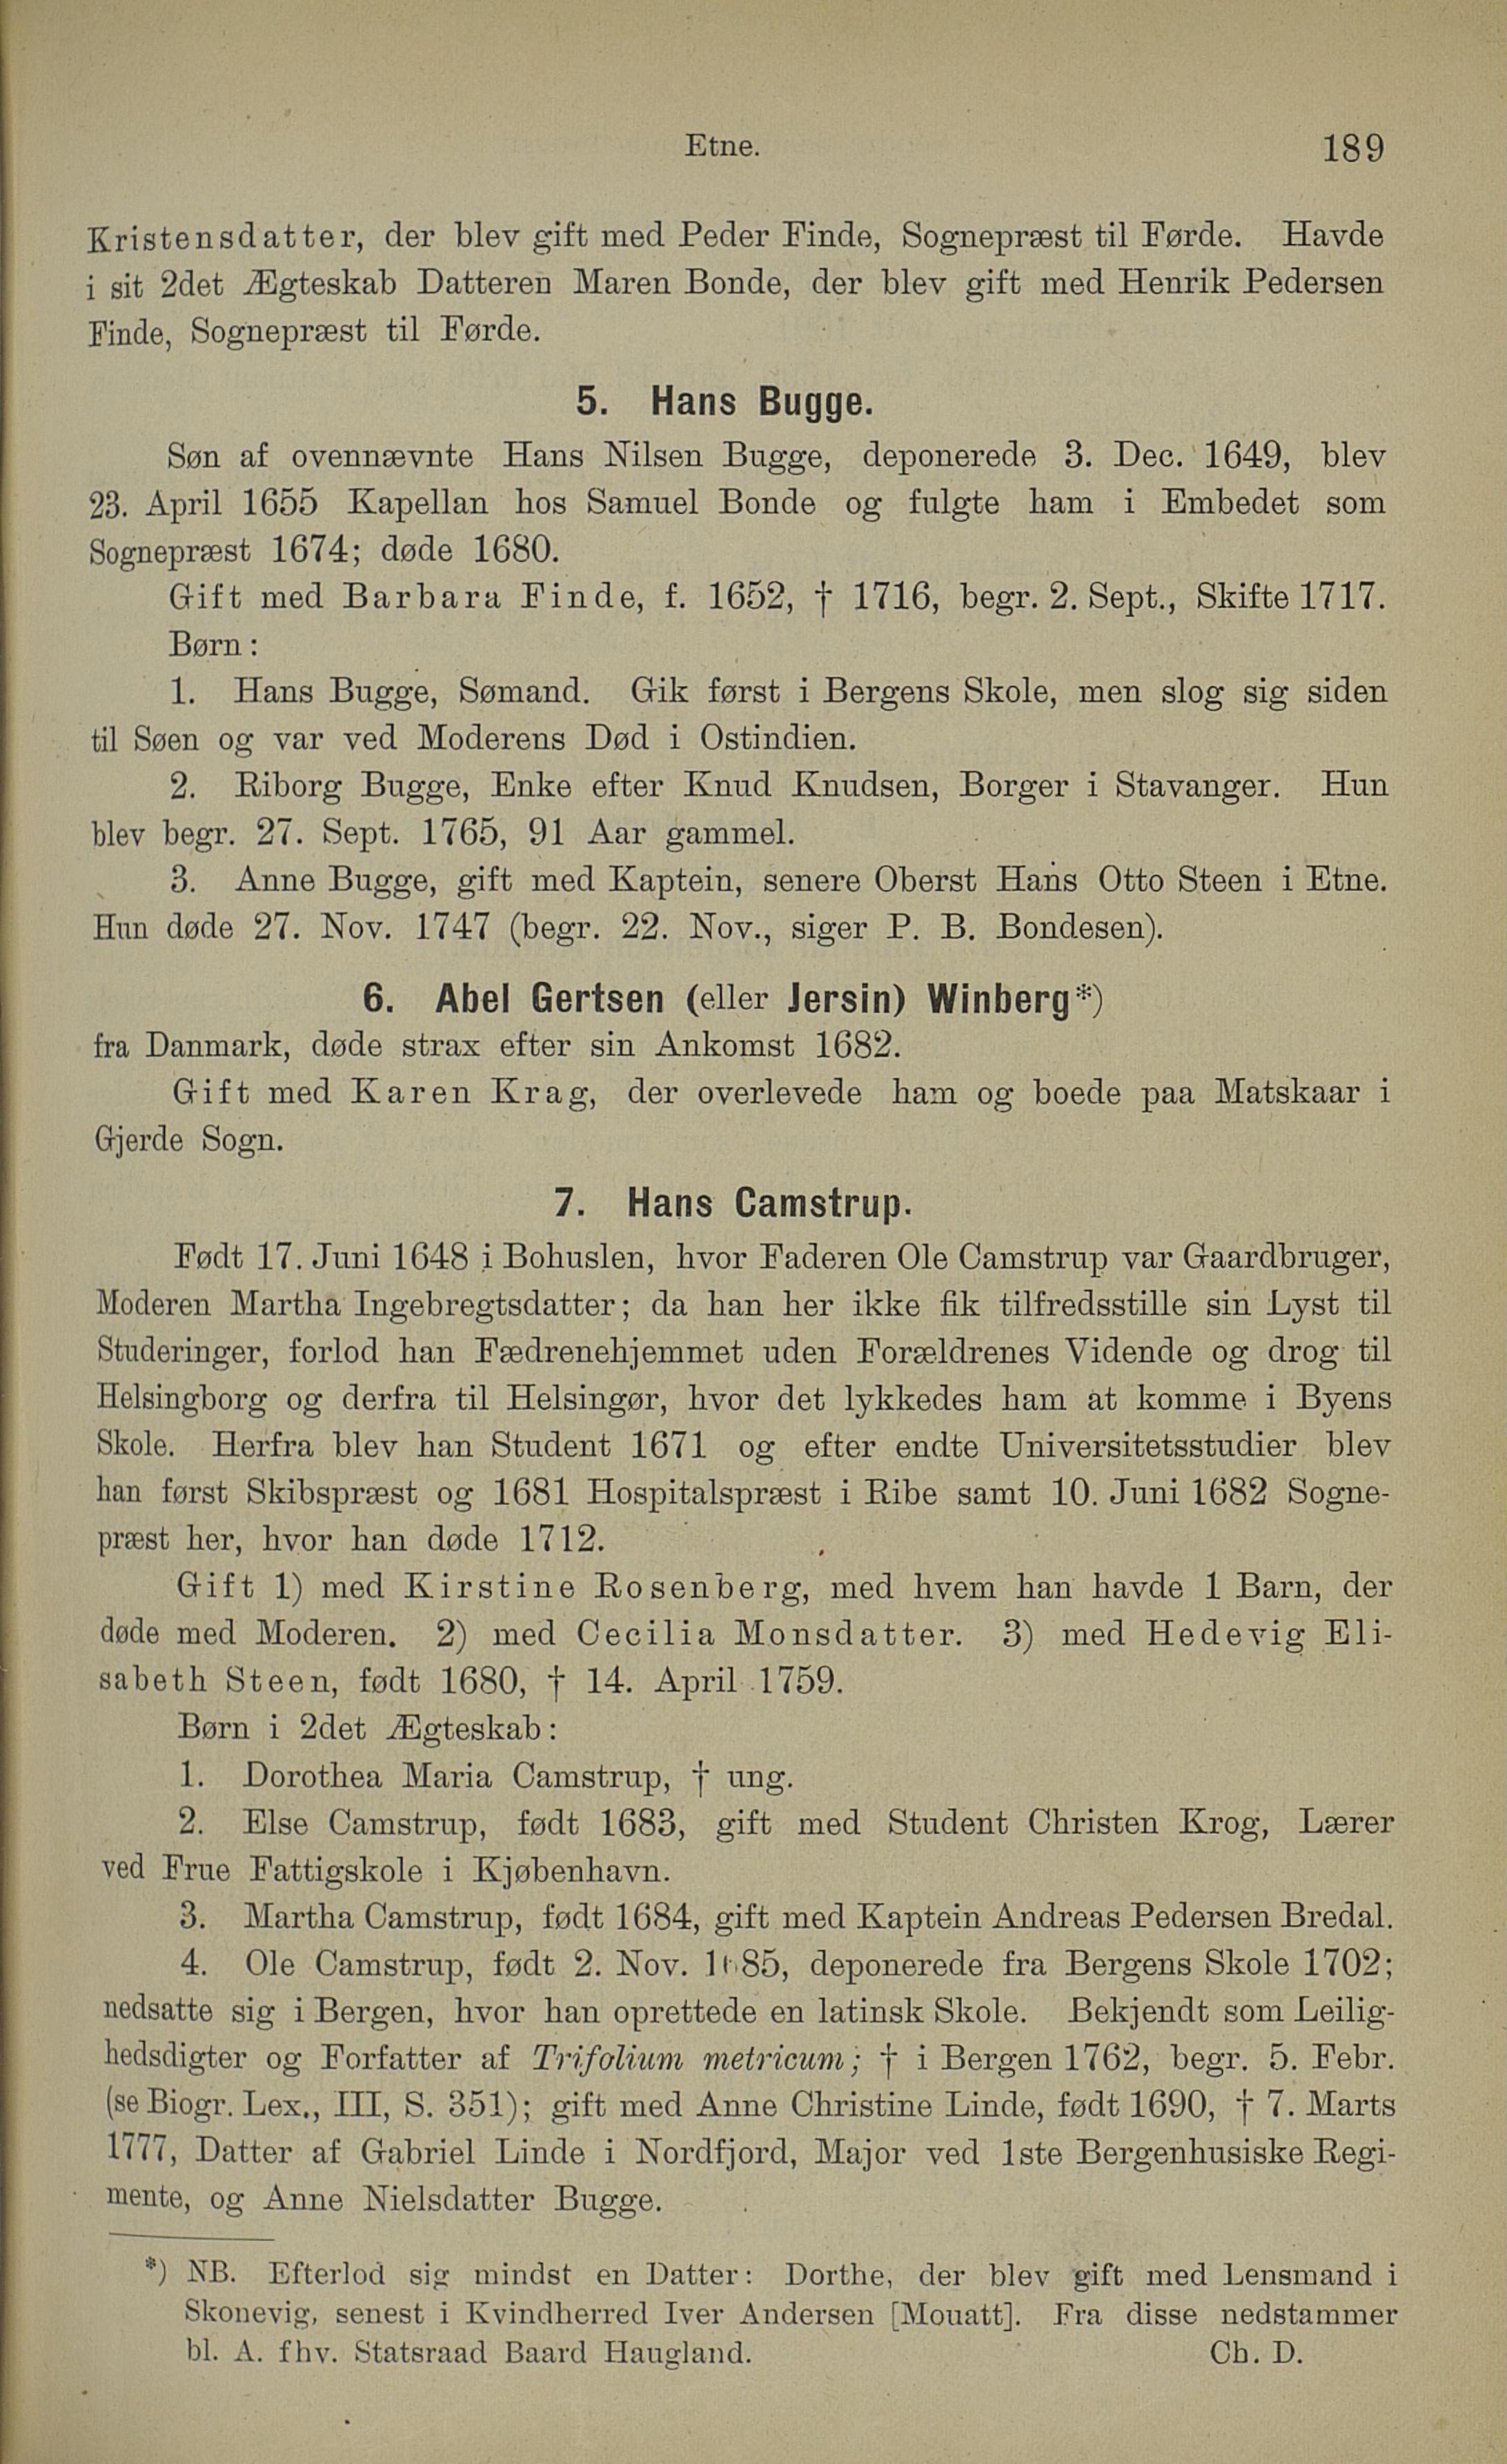 Etne. 189
Kristensdatter, der blev gift med Peder Finde, Sognepræst til Førde. Havde
i sit 2det Ægteskab Datteren Maren Bonde, der blev gift med Henrik Pedersen
Finde, Sognepræst til Førde.
5. Hans Bugge.
Søn af ovennævnte Hans Nilsen Bugge, deponerede 3. Dec. 1649, blev
23. April 1655 Kapellan hos Samuel Bonde og fulgte ham i Embedet som
Sognepræst 1674; døde 1680.
Gift med Barbara Finde, f. 1652, † 1716, begr. 2. Sept., Skifte 1717.
Børn:
1. Hans Bugge, Sømand. Gik først i Bergens Skole, men slog sig siden
til Søen og var ved Moderens Død i Ostindien.
2. Riborg Bugge, Enke efter Knud Knudsen, Borger i Stavanger. Hun
blev begr. 27. Sept. 1765, 91 Aar gammel.
3. Anne Bugge, gift med Kaptein, senere Oberst Hans Otto Steen i Etne.
Hun døde 27. Nov. 1747 (begr. 22. Nov., siger P. B. Bondesen).
6. Abel Gertsen (eller Jersin) Winberg*)
fra Danmark, døde strax efter sin Ankomst 1682.
Gift med Karen Krag, der overlevede ham og boede paa Matskaar i
Gjerde Sogn.
7. Hans Camstrup.
Født 17. Juni 1648 i Bohuslen, hvor Faderen Ole Camstrup var Gaardbruger,
Moderen Martha Ingebregtsdatter; da han her ikke fik tilfredsstille sin Lyst til
Studeringer, forlod han Fædrenehjemmet uden Forældrenes Vidende og drog til
Helsingborg og derfra til Helsingør, hvor det lykkedes ham at komme i Byens
Skole. Herfra blev han Student 1671 og efter endte Universitetsstudier blev
han først Skibspræst og 1681 Hospitalspræst i Ribe samt 10. Juni 1682 Sogne-
præst her, hvor han døde 1712.
Gift 1) med Kirstine Rosenberg, med hvem han havde 1 Barn, der
døde med Moderen. 2) med Cecilia Monsdatter. 3) med Hedevig Eli-
sabeth Steen, født 1680, † 14. April 1759.
Børn i 2det Ægteskab:
1. Dorothea Maria Camstrup, † ung.
2. Else Camstrup, født 1683, gift med Student Christen Krog, Lærer
ved Frue Fattigskole i Kjøbenhavn.
3. Martha Camstrup, født 1684, gift med Kaptein Andreas Pedersen Bredal.
4. Ole Camstrup, født 2. Nov. 1685, deponerede fra Bergens Skole 1702;
nedsatte sig i Bergen, hvor han oprettede en latinsk Skole. Bekjendt som Leilig-
hedsdigter og Forfatter af Trifolium metricum; † i Bergen 1762, begr. 5. Febr.
(se Biogr. Lex., III, S. 351); gift med Anne Christine Linde, født 1690, † 7. Marts
1777, Datter af Gabriel Linde i Nordfjord, Major ved 1ste Bergenhusiske Regi-
mente, og Anne Nielsdatter Bugge.
*) NB. Efterlod sig mindst en Datter: Dorthe, der blev gift med Lensmand i
Skonevig, senest i Kvindherred Iver Andersen [Mouatt]. Fra disse nedstammer
bl. A. fhv. Statsraad Baard Haugland. Ch. D.